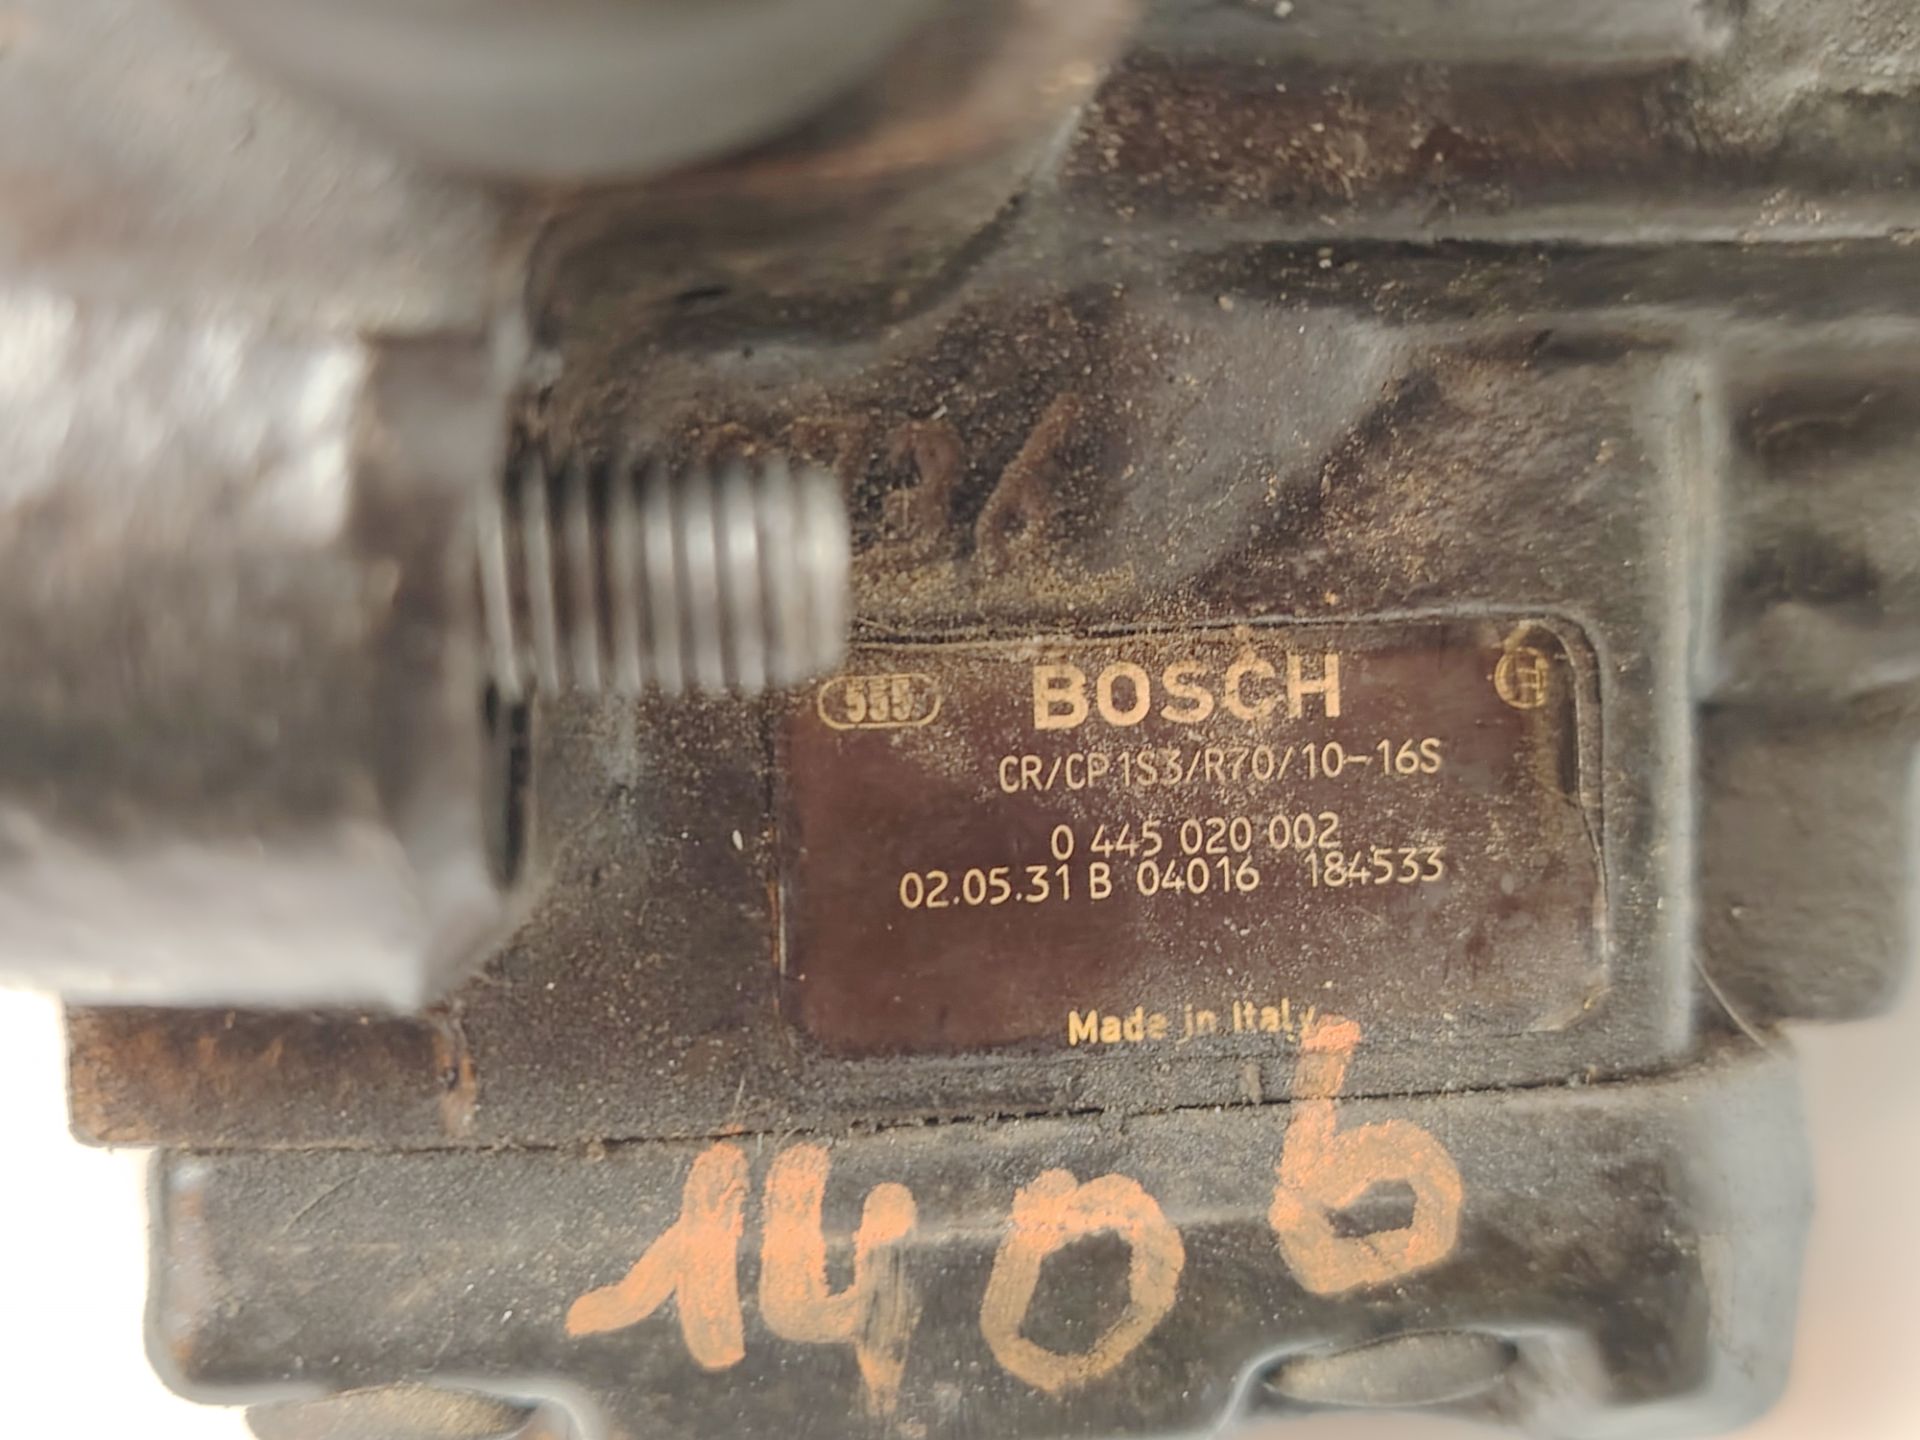 555 BOSCH
CR/CP1S3/R70/10-16S
0 445 020 002
02.05.31 B 04016 184533
Made in Italy
1406